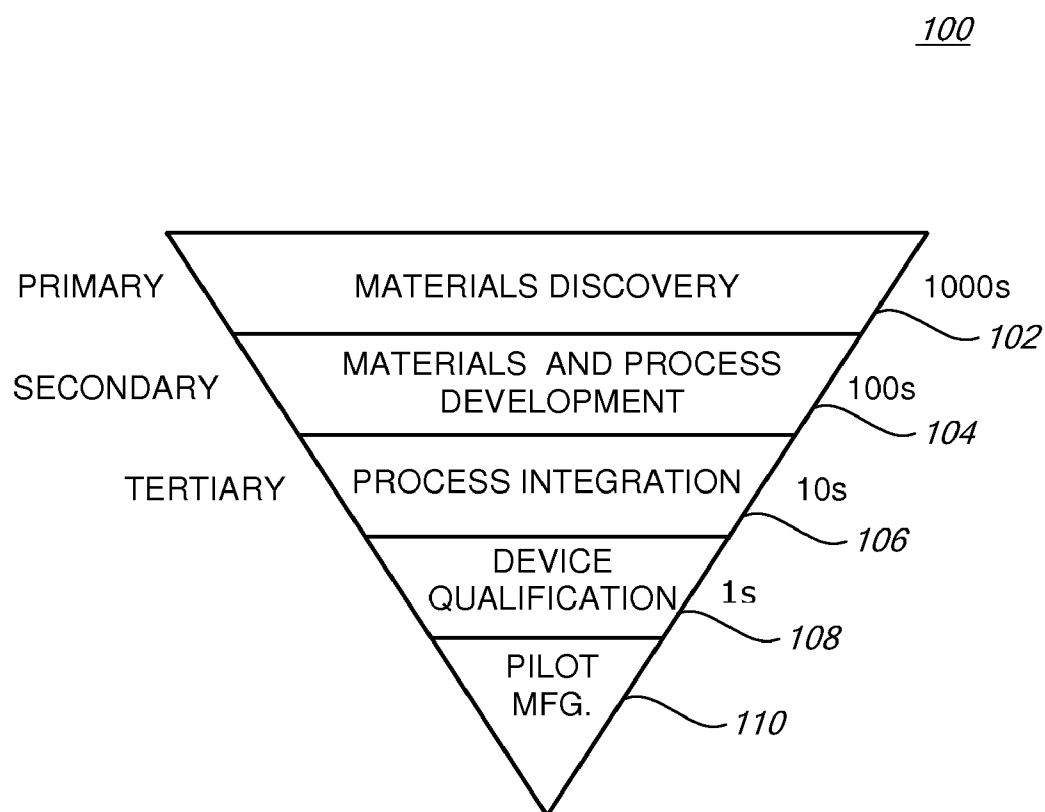 100
PRIMARY
MATERIALS DISCOVERY
1000s
102
SECONDARY
MATERIALS AND PROCESS
DEVELOPMENT
100s
104
TERTIARY
PROCESS INTEGRATION
10s
106
DEVICE
QUALIFICATION
1s
108
PILOT
MFG.
110